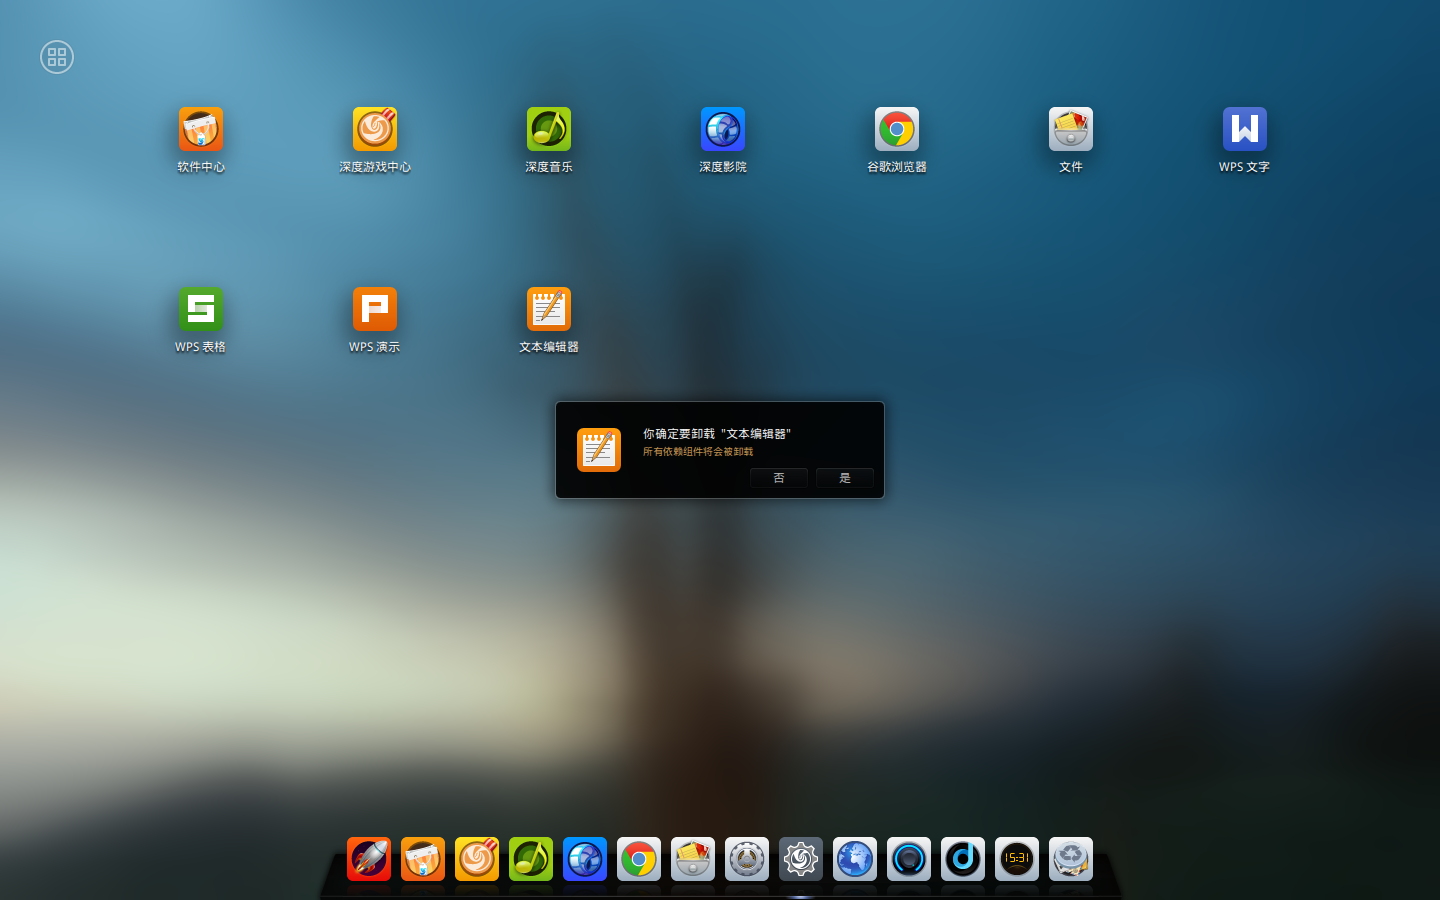 软件中心
深度游戏中心
深度音乐
深度影院
谷歌浏览器
文件
WPS 文字
WPS 表格
WPS 演示
文本编辑器
你确定要卸载 "文本编辑器"
所有依赖组件将会被卸载
否
是
15:31